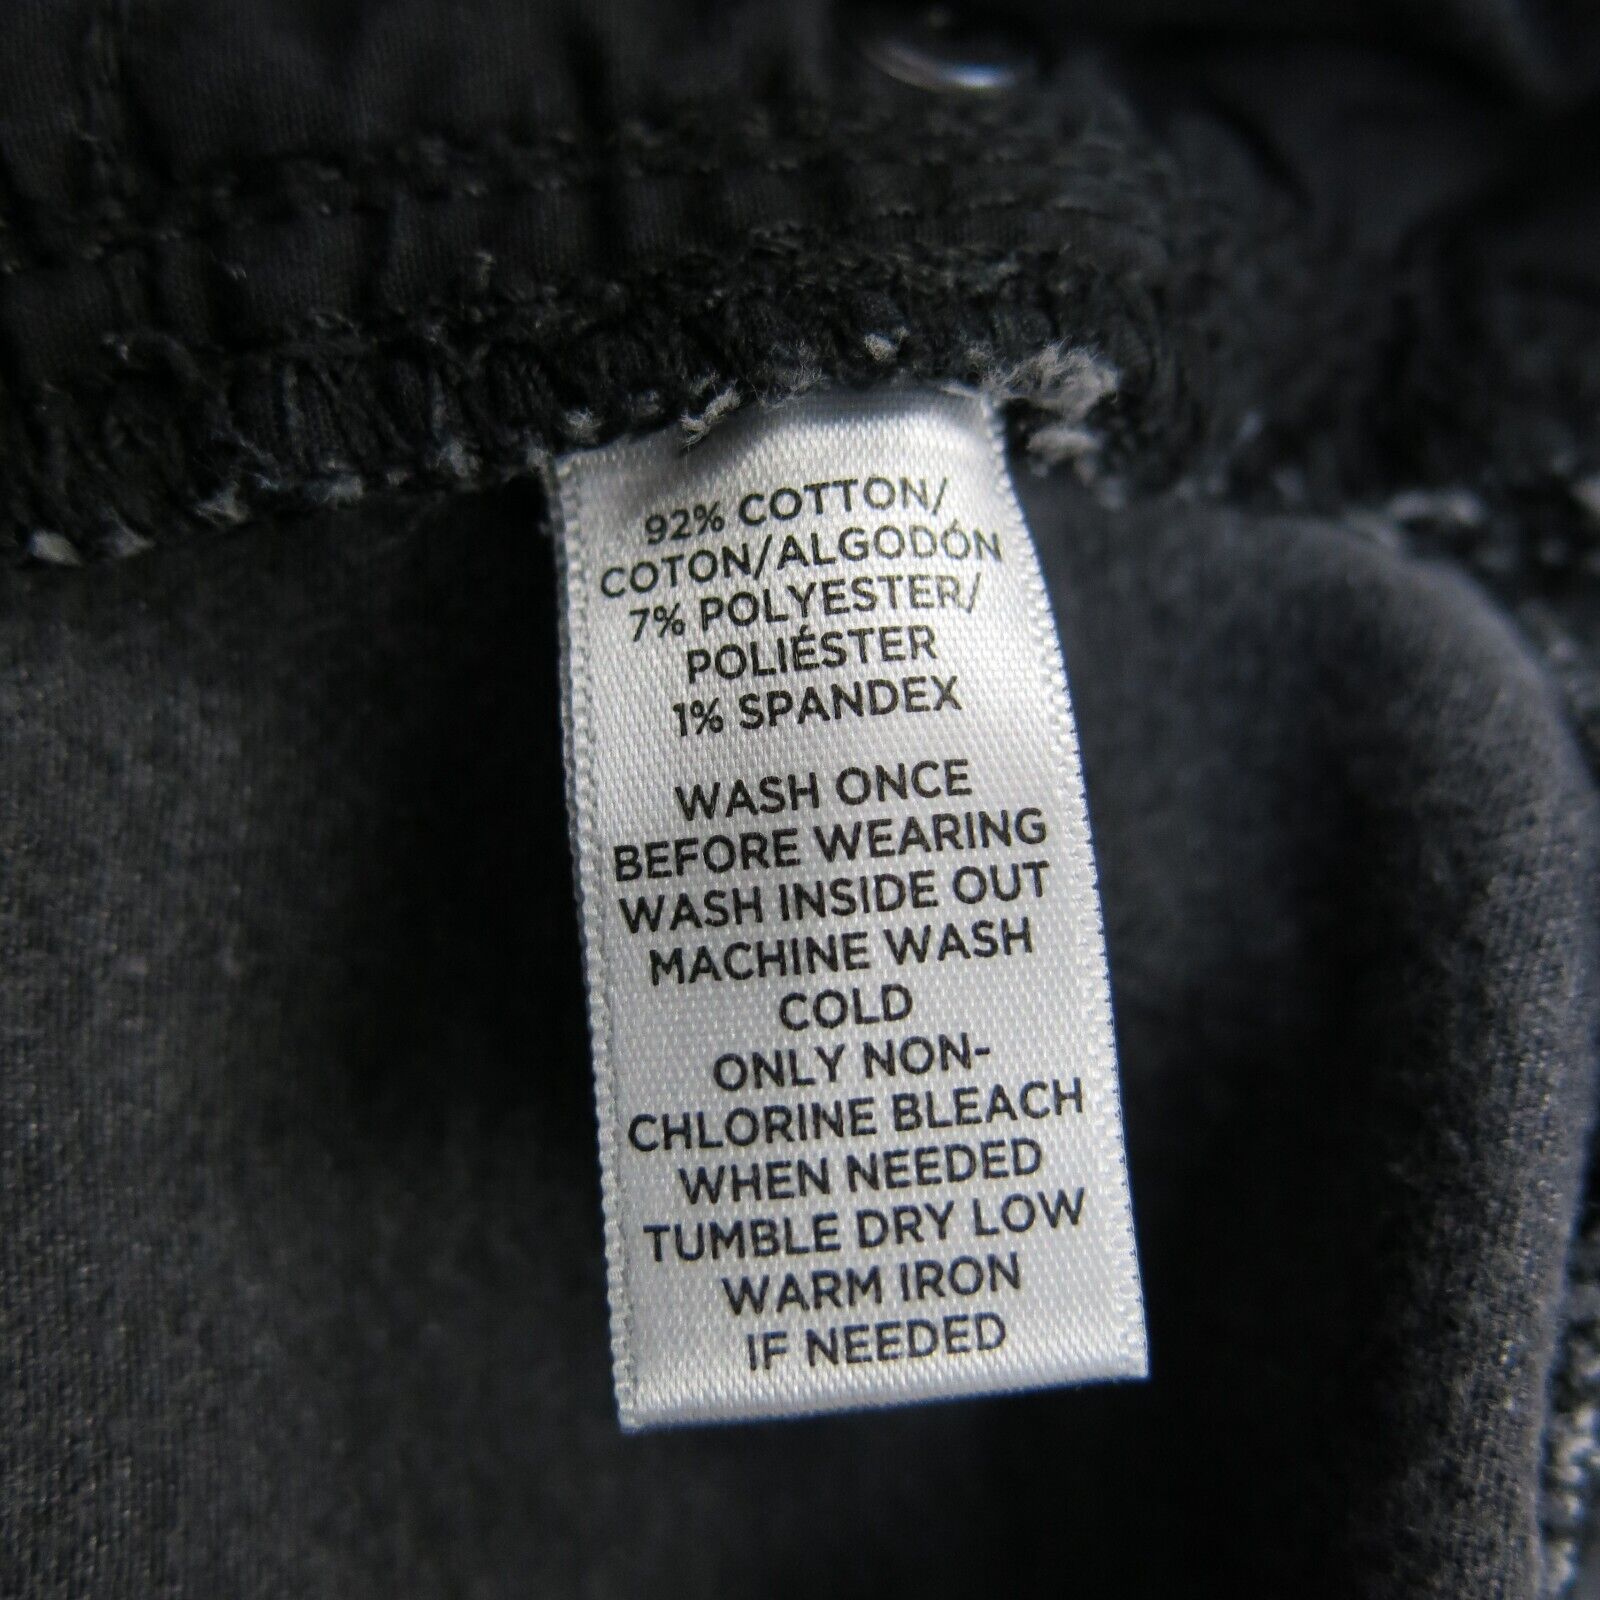 92% COTTON/
COTON/ALGODÓN
7% POLYESTER/
POLIÉSTER
1% SPANDEX
WASH ONCE
BEFORE WEARING
WASH INSIDE OUT
MACHINE WASH
COLD
ONLY NON-
CHLORINE BLEACH
WHEN NEEDED
TUMBLE DRY LOW
WARM IRON
IF NEEDED